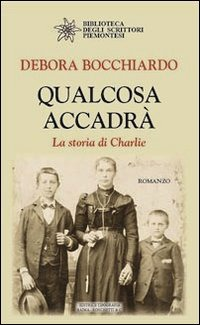 BIBLIOTECA
DEGLI SCRITTORI
PIEMONTESI
DEBORA BOCCHIARDO
QUALCOSA
ACCADRÀ
La storia di Charlie
ROMANZO